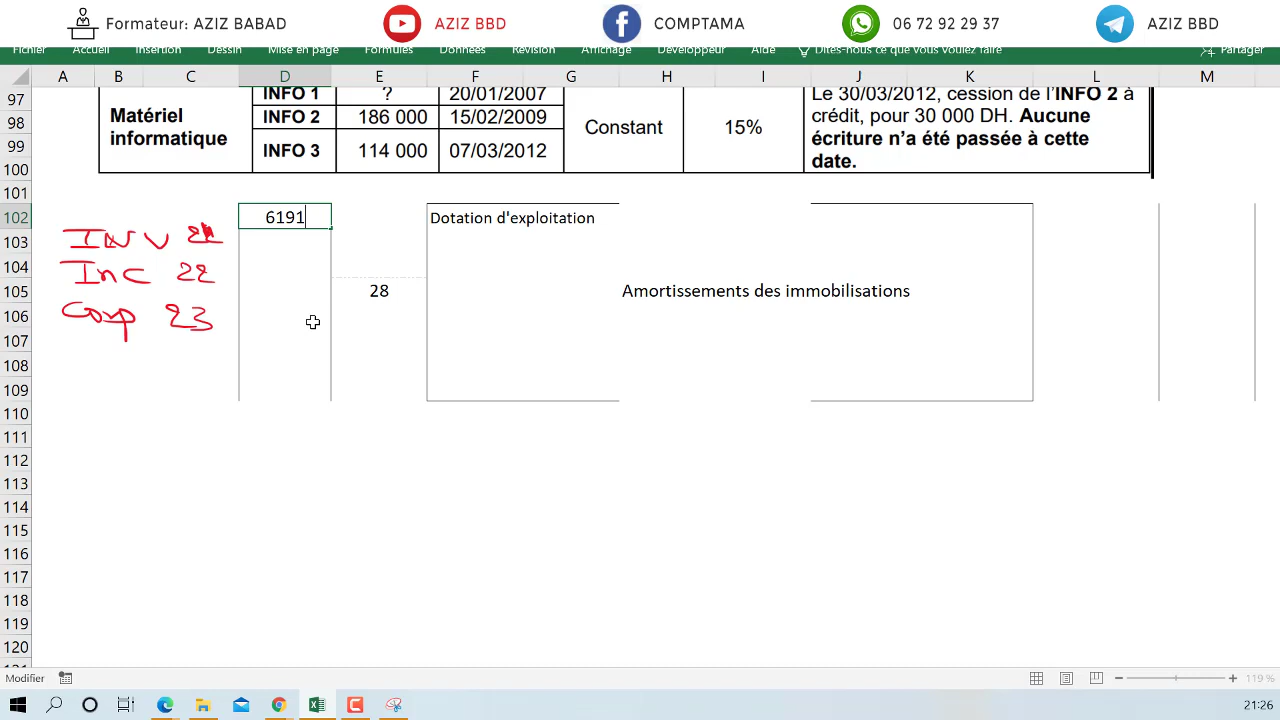 Formateur: AZIZ BABAD
AZIZ BBD
COMPTAMA
06 72 92 29 37
AZIZ BBD
Fichier Accueil Insertion Dessin Mise en page Formules Données Révision Affichage Développeur Aide Dites-nous ce que vous voulez faire Partager
A B C D E F G H I J K L M
97
98
99
100
101
102
103
104
105
106
107
108
109
110
111
112
113
114
115
116
117
118
119
120
Matériel
informatique
INFO 1 ? 20/01/2007
INFO 2 186 000 15/02/2009
INFO 3 114 000 07/03/2012
Constant
15%
Le 30/03/2012, cession de l'INFO 2 à
crédit, pour 30 000 DH. Aucune
écriture n'a été passée à cette
date.
6191
Dotation d'exploitation
28
Amortissements des immobilisations
INV 21
Inc 22
Corp 23
Modifier
119 %
21:26